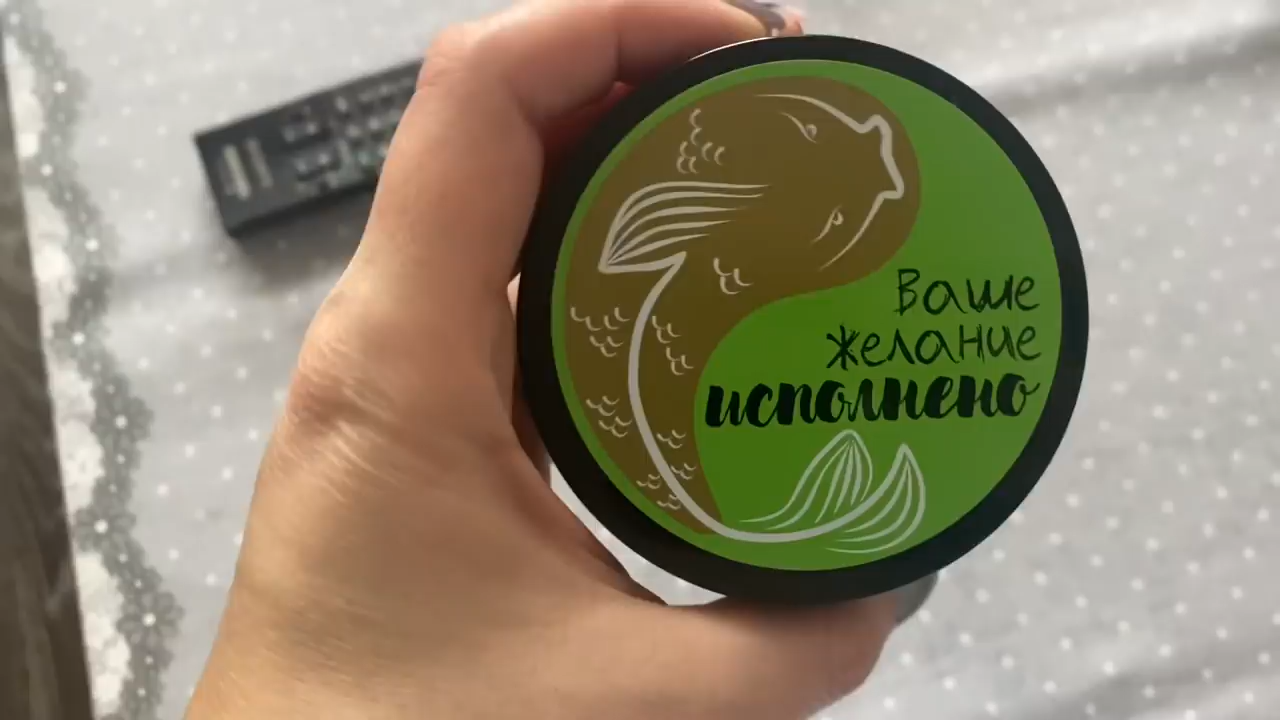 Ваше
желание
исполнено